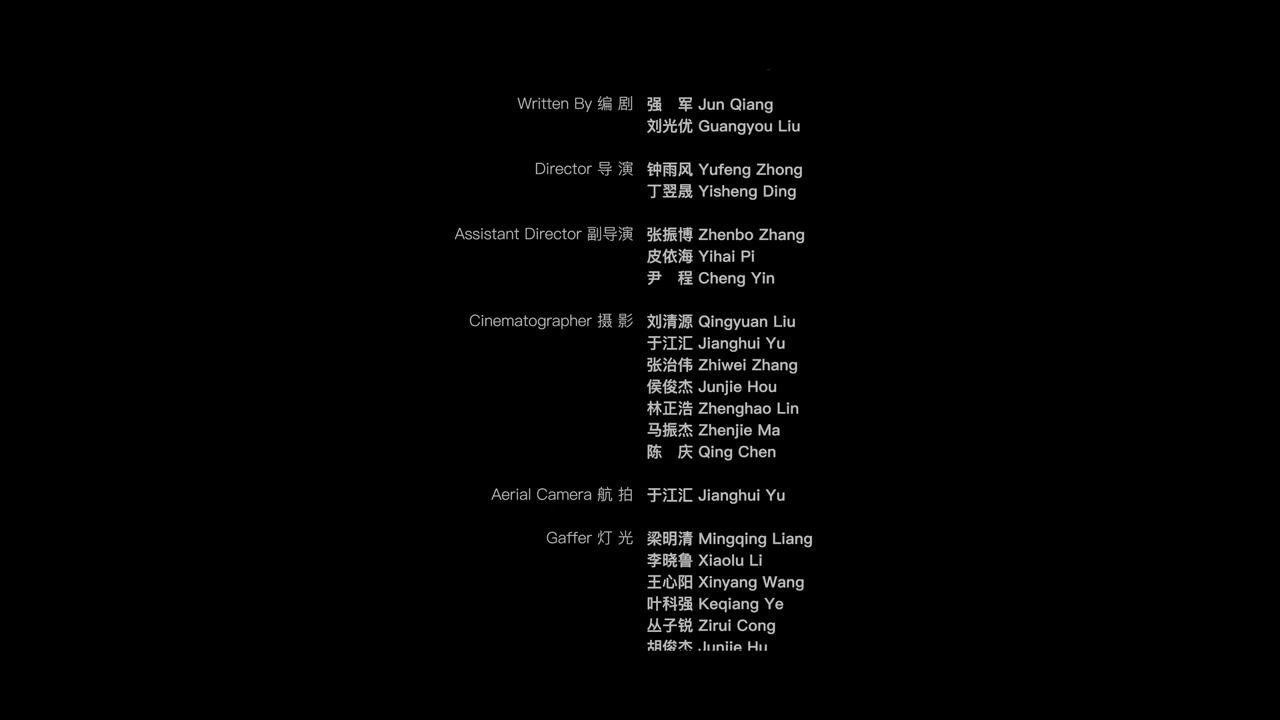 Written By 编 剧 强 军 Jun Qiang
刘光优 Guangyou Liu
Director 导 演 钟雨风 Yufeng Zhong
丁翌晟 Yisheng Ding
Assistant Director 副导演 张振博 Zhenbo Zhang
皮依海 Yihai Pi
尹 程 Cheng Yin
Cinematographer 摄 影 刘清源 Qingyuan Liu
于江汇 Jianghui Yu
张治伟 Zhiwei Zhang
侯俊杰 Junjie Hou
林正浩 Zhenghao Lin
马振杰 Zhenjie Ma
陈 庆 Qing Chen
Aerial Camera 航 拍 于江汇 Jianghui Yu
Gaffer 灯 光 梁明清 Mingqing Liang
李晓鲁 Xiaolu Li
王心阳 Xinyang Wang
叶科强 Keqiang Ye
丛子锐 Zirui Cong
胡俊杰 Junjie Hu